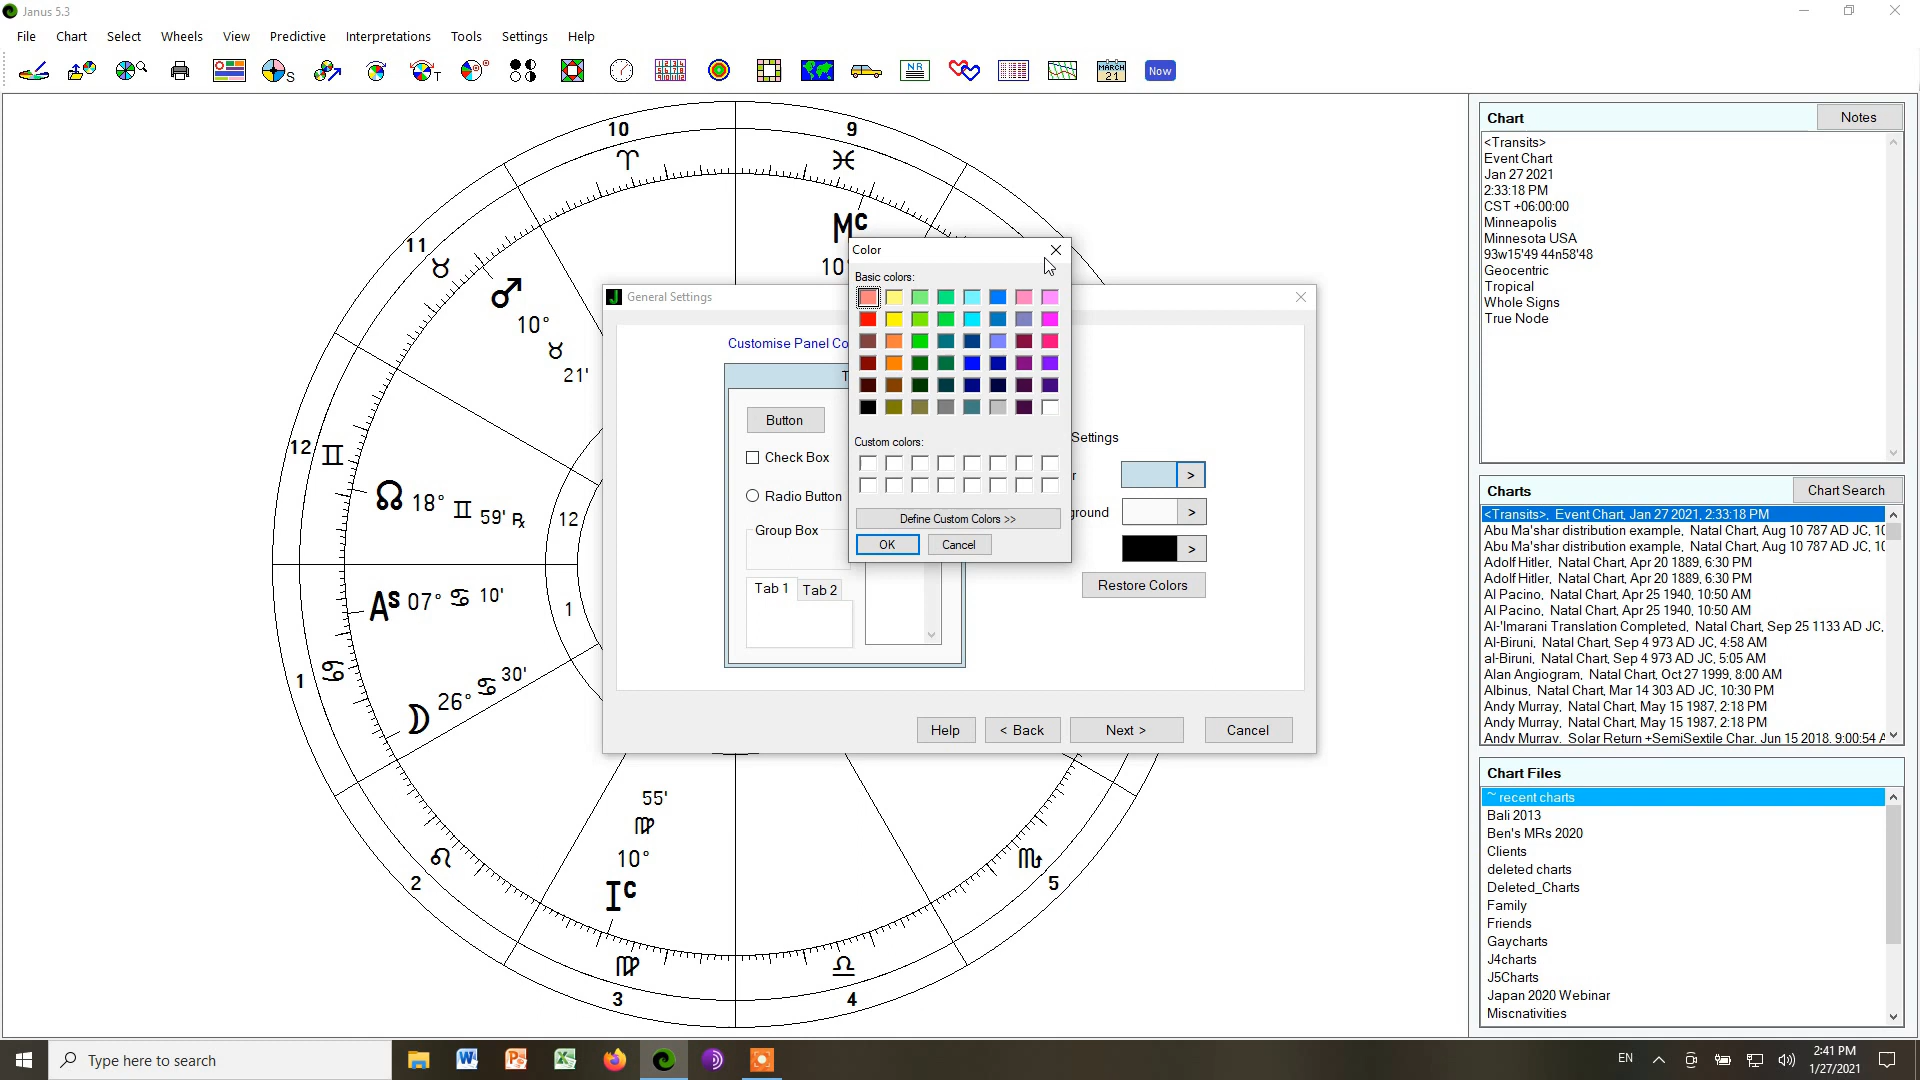 Janus 5.3
File Chart Select Wheels View Predictive Interpretations Tools Settings Help
S T NR MARCH 21 Now
10 9
11
Mc
10°
10° 21'
12
18° 59' ℞
12
As 07° 10'
1
1
26° 30'
55'
10°
Ic
2
3
4
5
General Settings
Customise Panel Co
T
Button
Check Box
Radio Button
Group Box
Tab 1 Tab 2
Settings
r >
ground >
>
Restore Colors
Help < Back Next > Cancel
Color
Basic colors:
Custom colors:
Define Custom Colors >>
OK Cancel
Chart Notes
<Transits>
Event Chart
Jan 27 2021
2:33:18 PM
CST +06:00:00
Minneapolis
Minnesota USA
93w15'49 44n58'48
Geocentric
Tropical
Whole Signs
True Node
Charts Chart Search
<Transits>, Event Chart, Jan 27 2021, 2:33:18 PM
Abu Ma'shar distribution example, Natal Chart, Aug 10 787 AD JC, 10
Abu Ma'shar distribution example, Natal Chart, Aug 10 787 AD JC, 10
Adolf Hitler, Natal Chart, Apr 20 1889, 6:30 PM
Adolf Hitler, Natal Chart, Apr 20 1889, 6:30 PM
Al Pacino, Natal Chart, Apr 25 1940, 10:50 AM
Al Pacino, Natal Chart, Apr 25 1940, 10:50 AM
Al-'Imarani Translation Completed, Natal Chart, Sep 25 1133 AD JC,
Al-Biruni, Natal Chart, Sep 4 973 AD JC, 4:58 AM
al-Biruni, Natal Chart, Sep 4 973 AD JC, 5:05 AM
Alan Angiogram, Natal Chart, Oct 27 1999, 8:00 AM
Albinus, Natal Chart, Mar 14 303 AD JC, 10:30 PM
Andy Murray, Natal Chart, May 15 1987, 2:18 PM
Andy Murray, Natal Chart, May 15 1987, 2:18 PM
Andy Murray, Solar Return +SemiSextile Char, Jun 15 2018, 9:00:54 A
Chart Files
~ recent charts
Bali 2013
Ben's MRs 2020
Clients
deleted charts
Deleted_Charts
Family
Friends
Gaycharts
J4charts
J5Charts
Japan 2020 Webinar
Miscnativities
Type here to search
EN
2:41 PM
1/27/2021